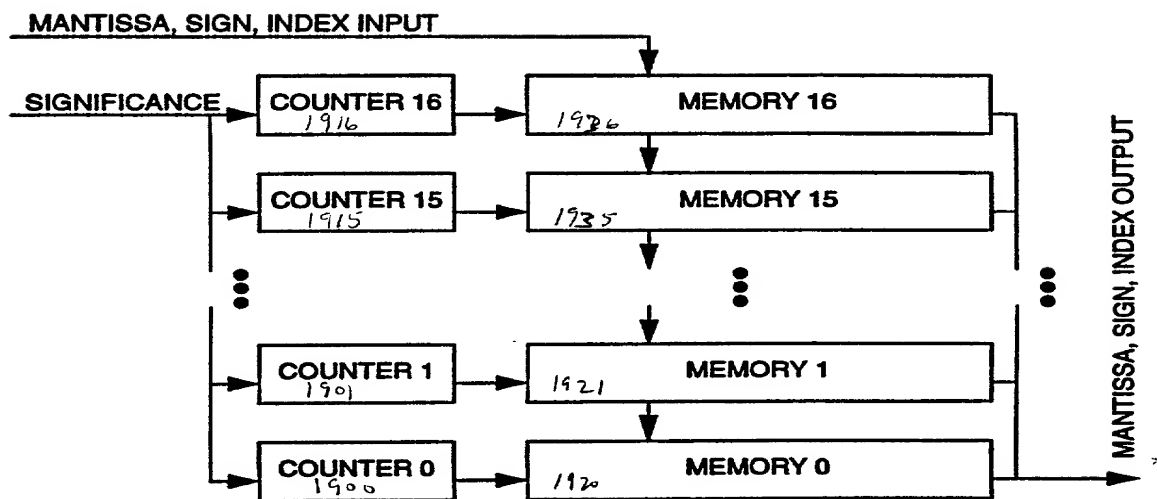 MANTISSA, SIGN, INDEX INPUT
SIGNIFICANCE
COUNTER 16
1916
MEMORY 16
1936
COUNTER 15
1915
MEMORY 15
1935
COUNTER 1
1901
MEMORY 1
1921
COUNTER 0
1900
MEMORY 0
1920
MANTISSA, SIGN, INDEX OUTPUT